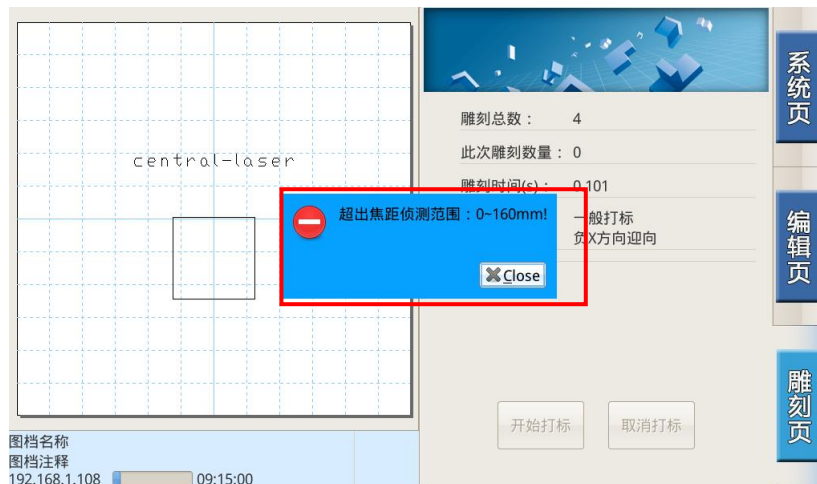 central-laser
雕刻总数： 4
此次雕刻数量：0
雕刻时间(s)： 0.101
一般打标
负X方向迎向
超出焦距侦测范围：0~160mm!
Close
开始打标
取消打标
系统页
编辑页
雕刻页
图档名称
图档注释
192.168.1.108 09:15:00